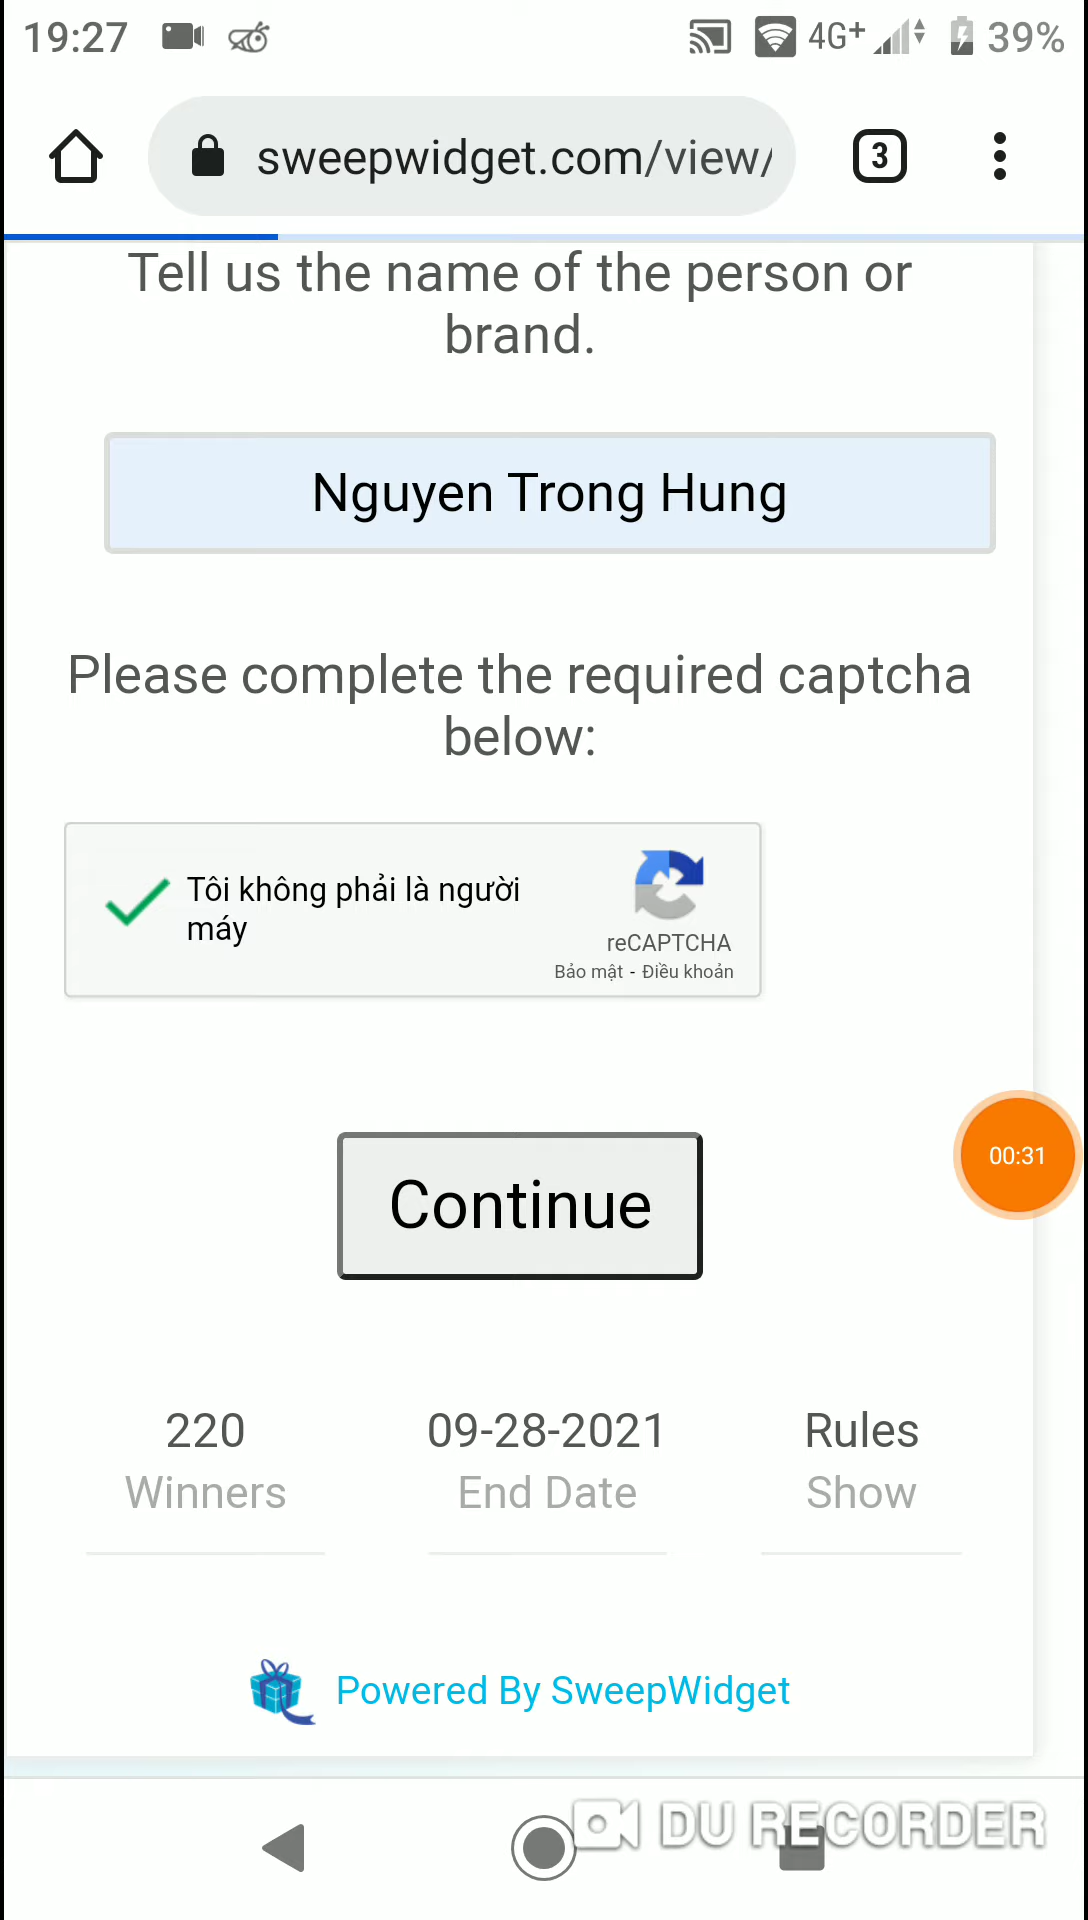 19:27 4G+ 39%
sweepwidget.com/view/ 3
Tell us the name of the person or
brand.
Nguyen Trong Hung
Please complete the required captcha
below:
Tôi không phải là người
máy
reCAPTCHA
Bảo mật - Điều khoản
00:31
Continue
220 09-28-2021 Rules
Winners End Date Show
Powered By SweepWidget
DU RECORDER